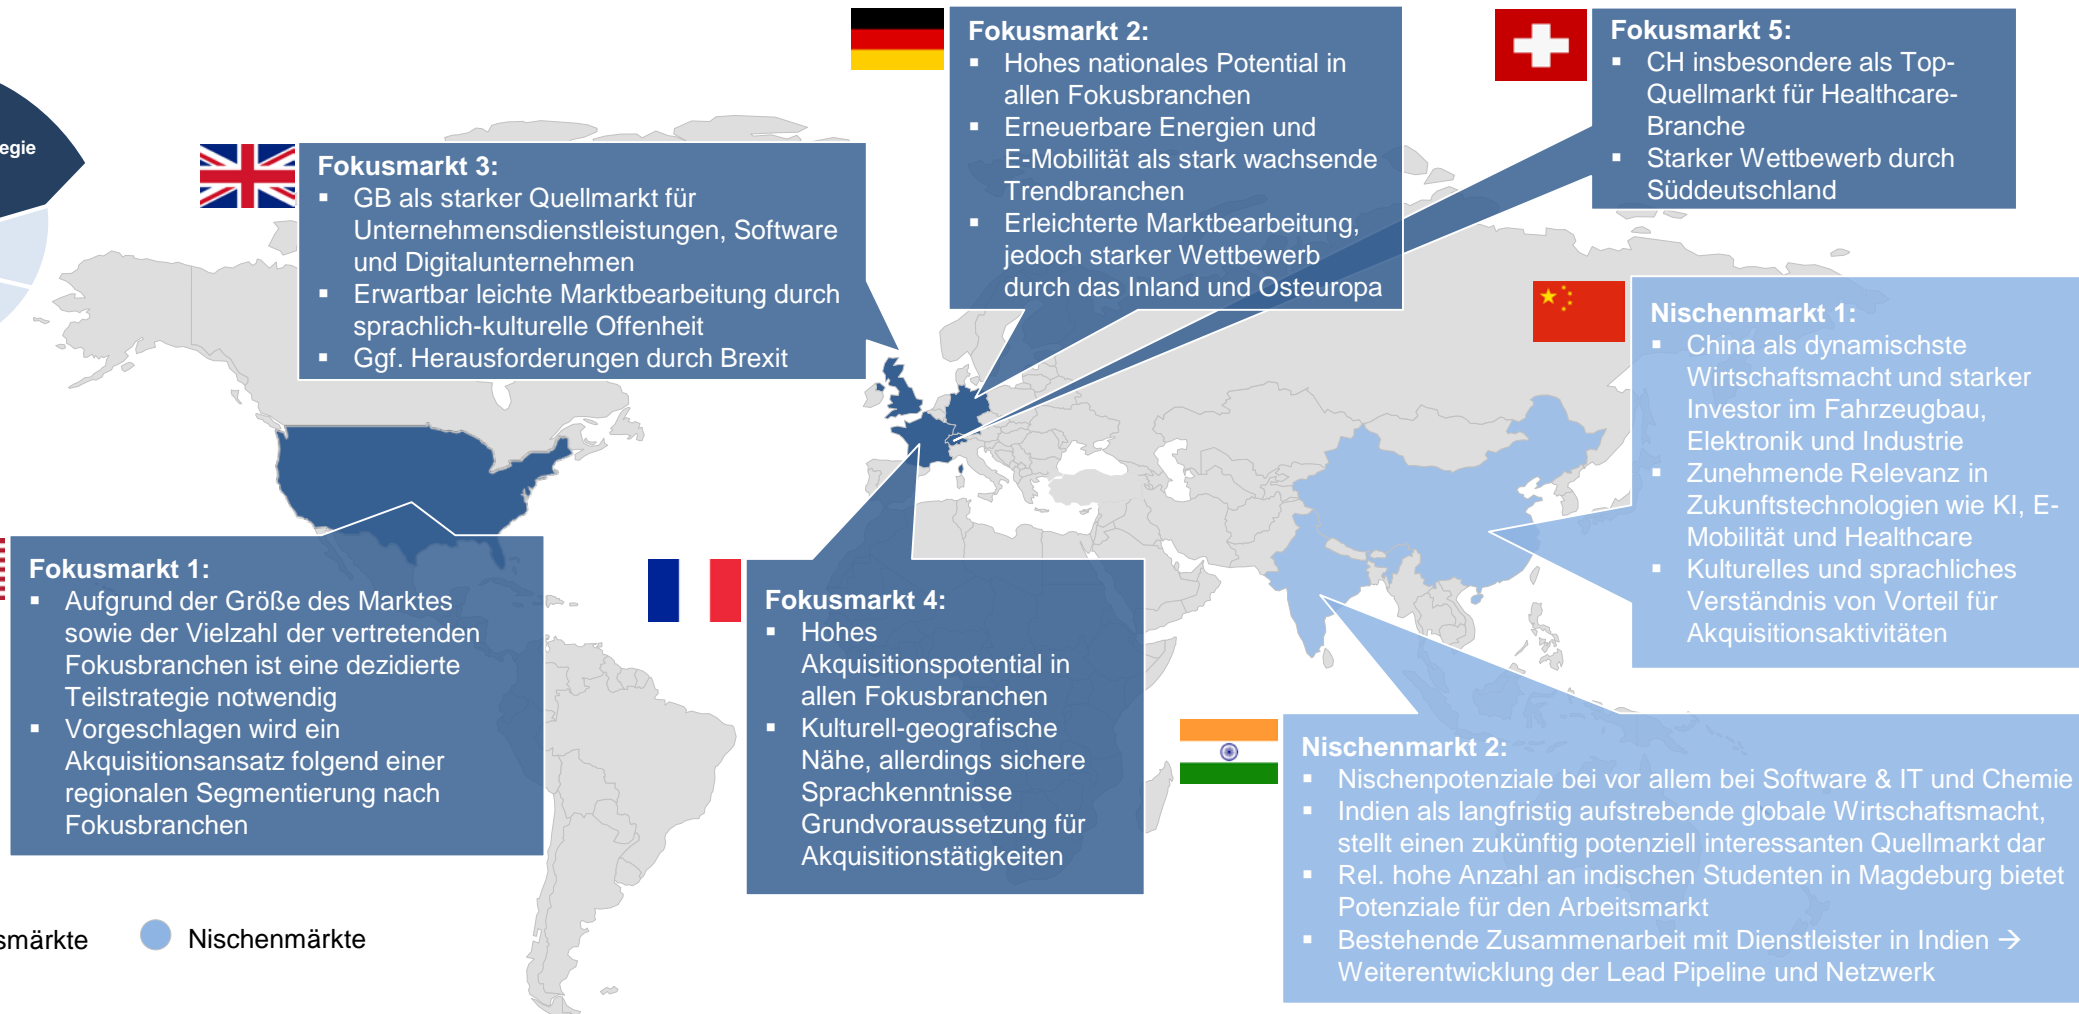 egie
Fokusmarkt 2:
▪ Hohes nationales Potential in
allen Fokusbranchen
▪ Erneuerbare Energien und
E-Mobilität als stark wachsende
Trendbranchen
▪ Erleichterte Marktbearbeitung,
jedoch starker Wettbewerb
durch das Inland und Osteuropa
Fokusmarkt 5:
▪ CH insbesondere als Top-
Quellmarkt für Healthcare-
Branche
▪ Starker Wettbewerb durch
Süddeutschland
Fokusmarkt 3:
▪ GB als starker Quellmarkt für
Unternehmensdienstleistungen, Software
und Digitalunternehmen
▪ Erwartbar leichte Marktbearbeitung durch
sprachlich-kulturelle Offenheit
▪ Ggf. Herausforderungen durch Brexit
Nischenmarkt 1:
▪ China als dynamischste
Wirtschaftsmacht und starker
Investor im Fahrzeugbau,
Elektronik und Industrie
▪ Zunehmende Relevanz in
Zukunftstechnologien wie KI, E-
Mobilität und Healthcare
▪ Kulturelles und sprachliches
Verständnis von Vorteil für
Akquisitionsaktivitäten
Fokusmarkt 1:
▪ Aufgrund der Größe des Marktes
sowie der Vielzahl der vertretenden
Fokusbranchen ist eine dezidierte
Teilstrategie notwendig
▪ Vorgeschlagen wird ein
Akquisitionsansatz folgend einer
regionalen Segmentierung nach
Fokusbranchen
Fokusmarkt 4:
▪ Hohes
Akquisitionspotential in
allen Fokusbranchen
▪ Kulturell-geografische
Nähe, allerdings sichere
Sprachkenntnisse
Grundvoraussetzung für
Akquisitionstätigkeiten
Nischenmarkt 2:
▪ Nischenpotenziale bei vor allem bei Software & IT und Chemie
▪ Indien als langfristig aufstrebende globale Wirtschaftsmacht,
stellt einen zukünftig potenziell interessanten Quellmarkt dar
▪ Rel. hohe Anzahl an indischen Studenten in Magdeburg bietet
Potenziale für den Arbeitsmarkt
▪ Bestehende Zusammenarbeit mit Dienstleister in Indien →
Weiterentwicklung der Lead Pipeline und Netzwerk
smärkte
Nischenmärkte